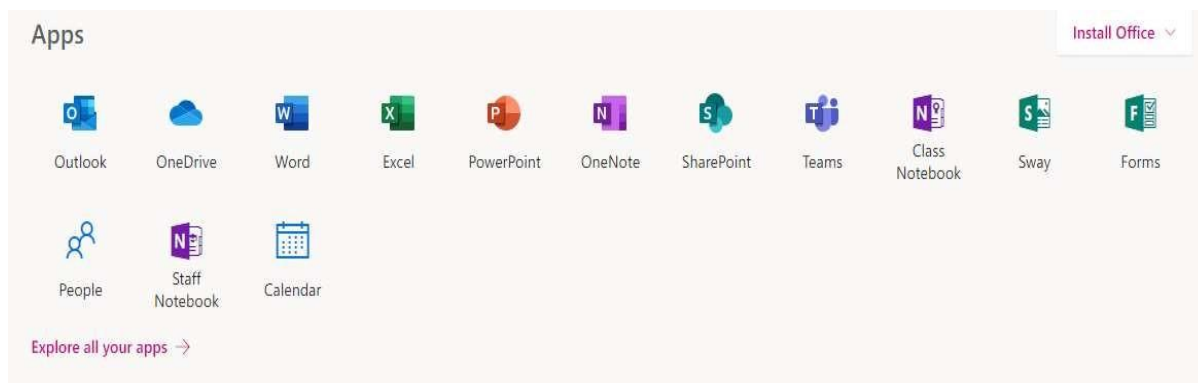 Apps
Install Office
Outlook
OneDrive
Word
Excel
PowerPoint
OneNote
SharePoint
Teams
Class
Notebook
Sway
Forms
People
Staff
Notebook
Calendar
Explore all your apps →